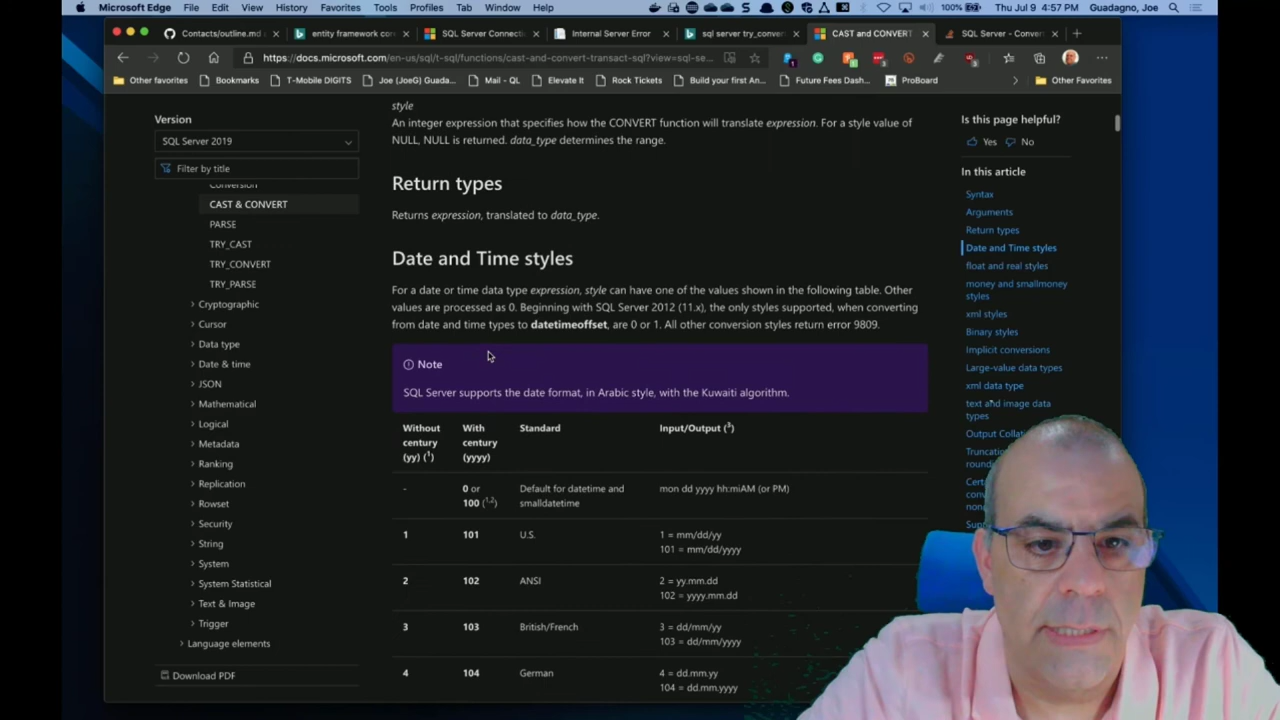 Microsoft Edge File Edit View History Favorites Tools Profiles Tab Window Help 100% Thu Jul 9 4:57 PM Guadagno, Joe
Contacts/outline.md entity framework con SQL Server Connecti Internal Server Error sql server try_conver CAST and CONVERT SQL Server - Convert
https://docs.microsoft.com/en-us/sql/t-sql/functions/cast-and-convert-transact-sql?view=sql-se...
Other favorites Bookmarks T-Mobile DIGITS Joe (JoeG) Guada... Mail - QL Elevate It Rock Tickets Build your first An... Future Fees Dash... ProBoard Other Favorites
Version
SQL Server 2019
Filter by title
Conversion
CAST & CONVERT
PARSE
TRY_CAST
TRY_CONVERT
TRY_PARSE
Cryptographic
Cursor
Data type
Date & time
JSON
Mathematical
Logical
Metadata
Ranking
Replication
Rowset
Security
String
System
System Statistical
Text & Image
Trigger
Language elements
Download PDF
style
An integer expression that specifies how the CONVERT function will translate expression. For a style value of
NULL, NULL is returned. data_type determines the range.
Return types
Returns expression, translated to data_type.
Date and Time styles
For a date or time data type expression, style can have one of the values shown in the following table. Other
values are processed as 0. Beginning with SQL Server 2012 (11.x), the only styles supported, when converting
from date and time types to datetimeoffset, are 0 or 1. All other conversion styles return error 9809.
Note
SQL Server supports the date format, in Arabic style, with the Kuwaiti algorithm.
Without century (yy) (1) With century (yyyy) Standard Input/Output (3)
- 0 or 100 (1,2) Default for datetime and smalldatetime mon dd yyyy hh:miAM (or PM)
1 101 U.S. 1 = mm/dd/yy
101 = mm/dd/yyyy
2 102 ANSI 2 = yy.mm.dd
102 = yyyy.mm.dd
3 103 British/French 3 = dd/mm/yy
103 = dd/mm/yyyy
4 104 German 4 = dd.mm.yy
104 = dd.mm.yyyy
Is this page helpful?
Yes No
In this article
Syntax
Arguments
Return types
Date and Time styles
float and real styles
money and smallmoney
styles
xml styles
Binary styles
Implicit conversions
Large-value data types
xml data type
text and image data
types
Output Colla
Trunca
round
Cert
conv
non
Sup